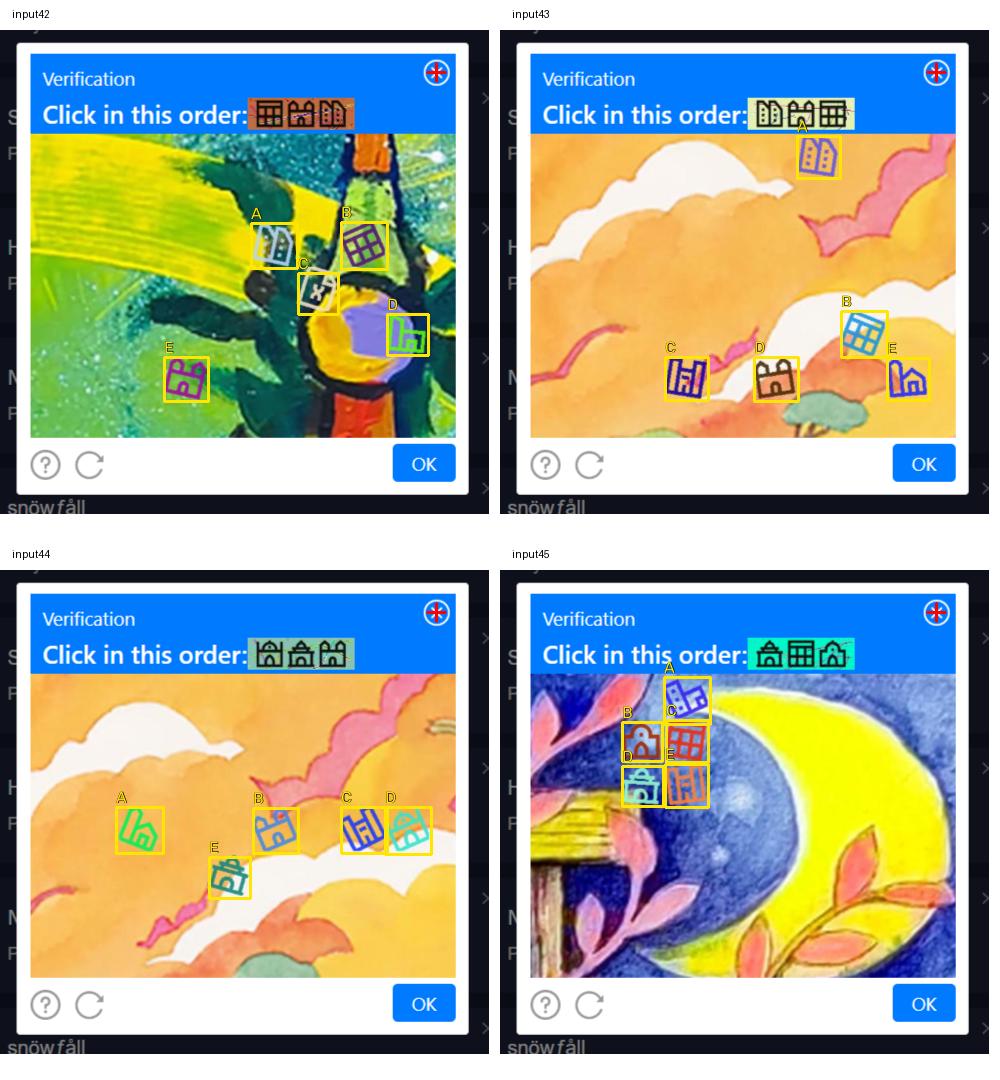 input42
input43
Verification
Click in this order:
A
B
C
D
E
OK
snöwfåll
Verification
Click in this order:
A
B
C
D
E
OK
snöwfåll
input44
input45
Verification
Click in this order:
A
B
C
D
E
OK
snöwfåll
Verification
Click in this order:
A
B
C
D
E
OK
snöwfåll